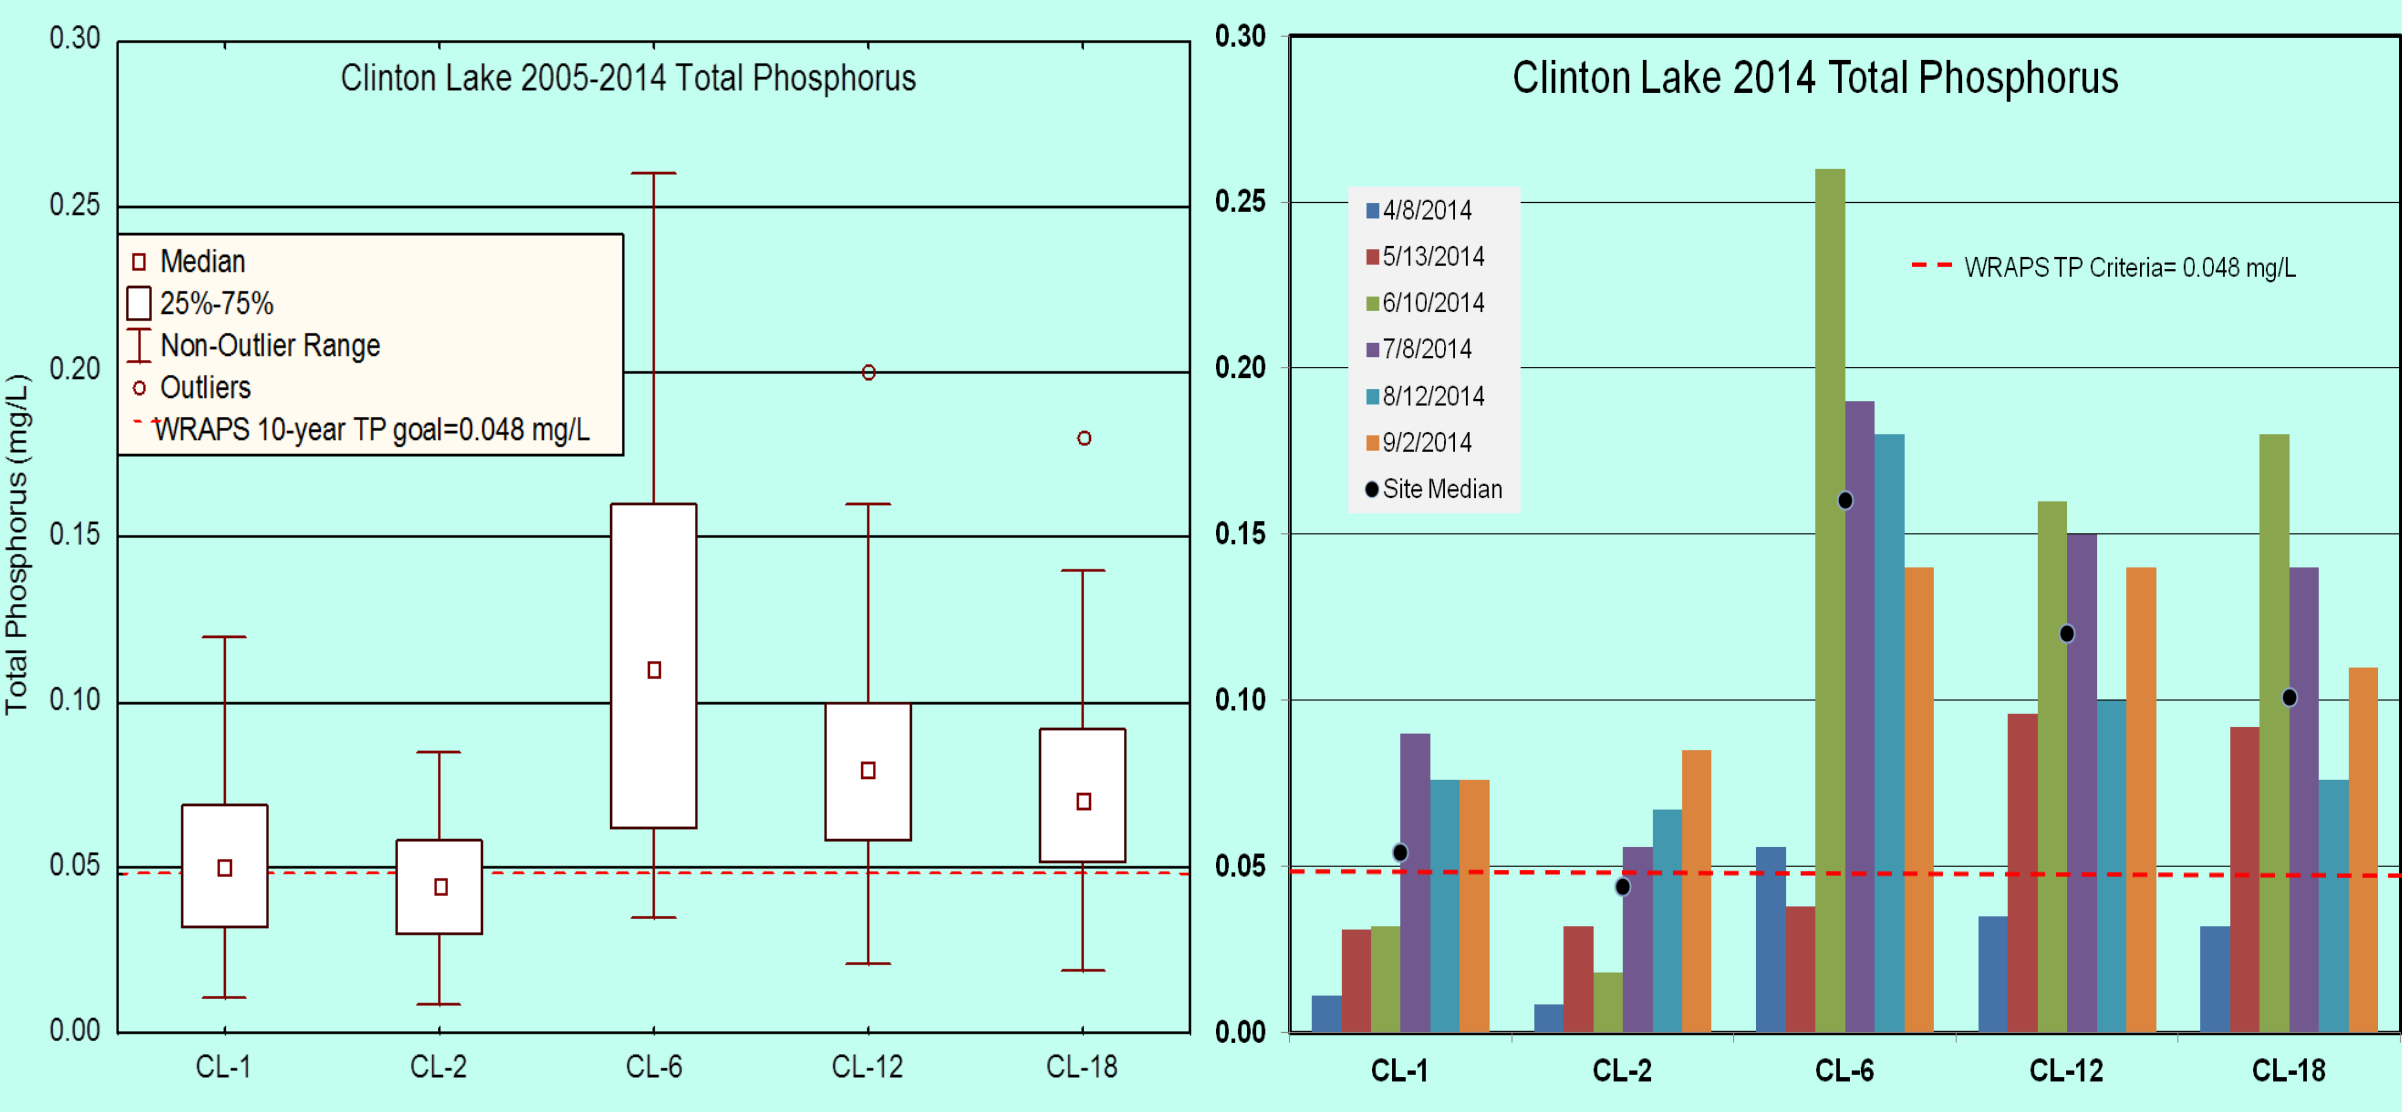 Clinton Lake 2005-2014 Total Phosphorus
Total Phosphorus (mg/L)
0.30
0.25
0.20
0.15
0.10
0.05
0.00
Median
25%-75%
Non-Outlier Range
Outliers
WRAPS 10-year TP goal=0.048 mg/L
CL-1 CL-2 CL-6 CL-12 CL-18
Clinton Lake 2014 Total Phosphorus
0.30
0.25
0.20
0.15
0.10
0.05
0.00
4/8/2014
5/13/2014
6/10/2014
7/8/2014
8/12/2014
9/2/2014
Site Median
WRAPS TP Criteria= 0.048 mg/L
CL-1 CL-2 CL-6 CL-12 CL-18